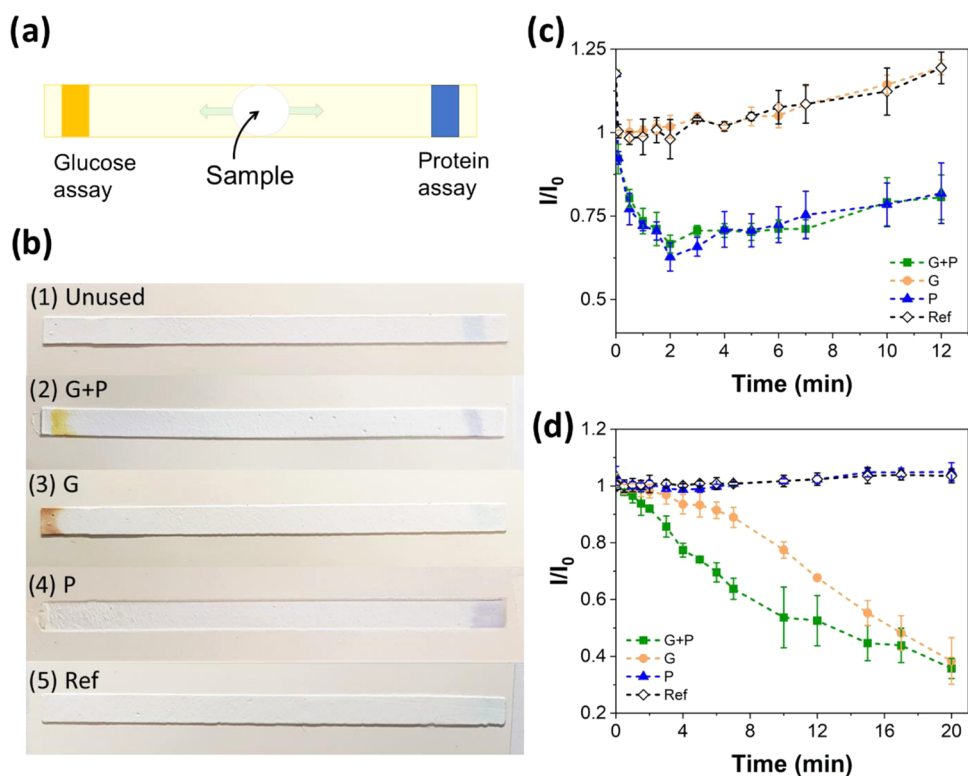 (a)
Glucose
assay
Sample
Protein
assay
(b)
(1) Unused
(2) G+P
(3) G
(4) P
(5) Ref
(c)
1.25
1
0.75
0.5
I/I₀
0 2 4 6 8 10 12
Time (min)
G+P
G
P
Ref
(d)
1.2
1
0.8
0.6
0.4
0.2
I/I₀
0 4 8 12 16 20
Time (min)
G+P
G
P
Ref